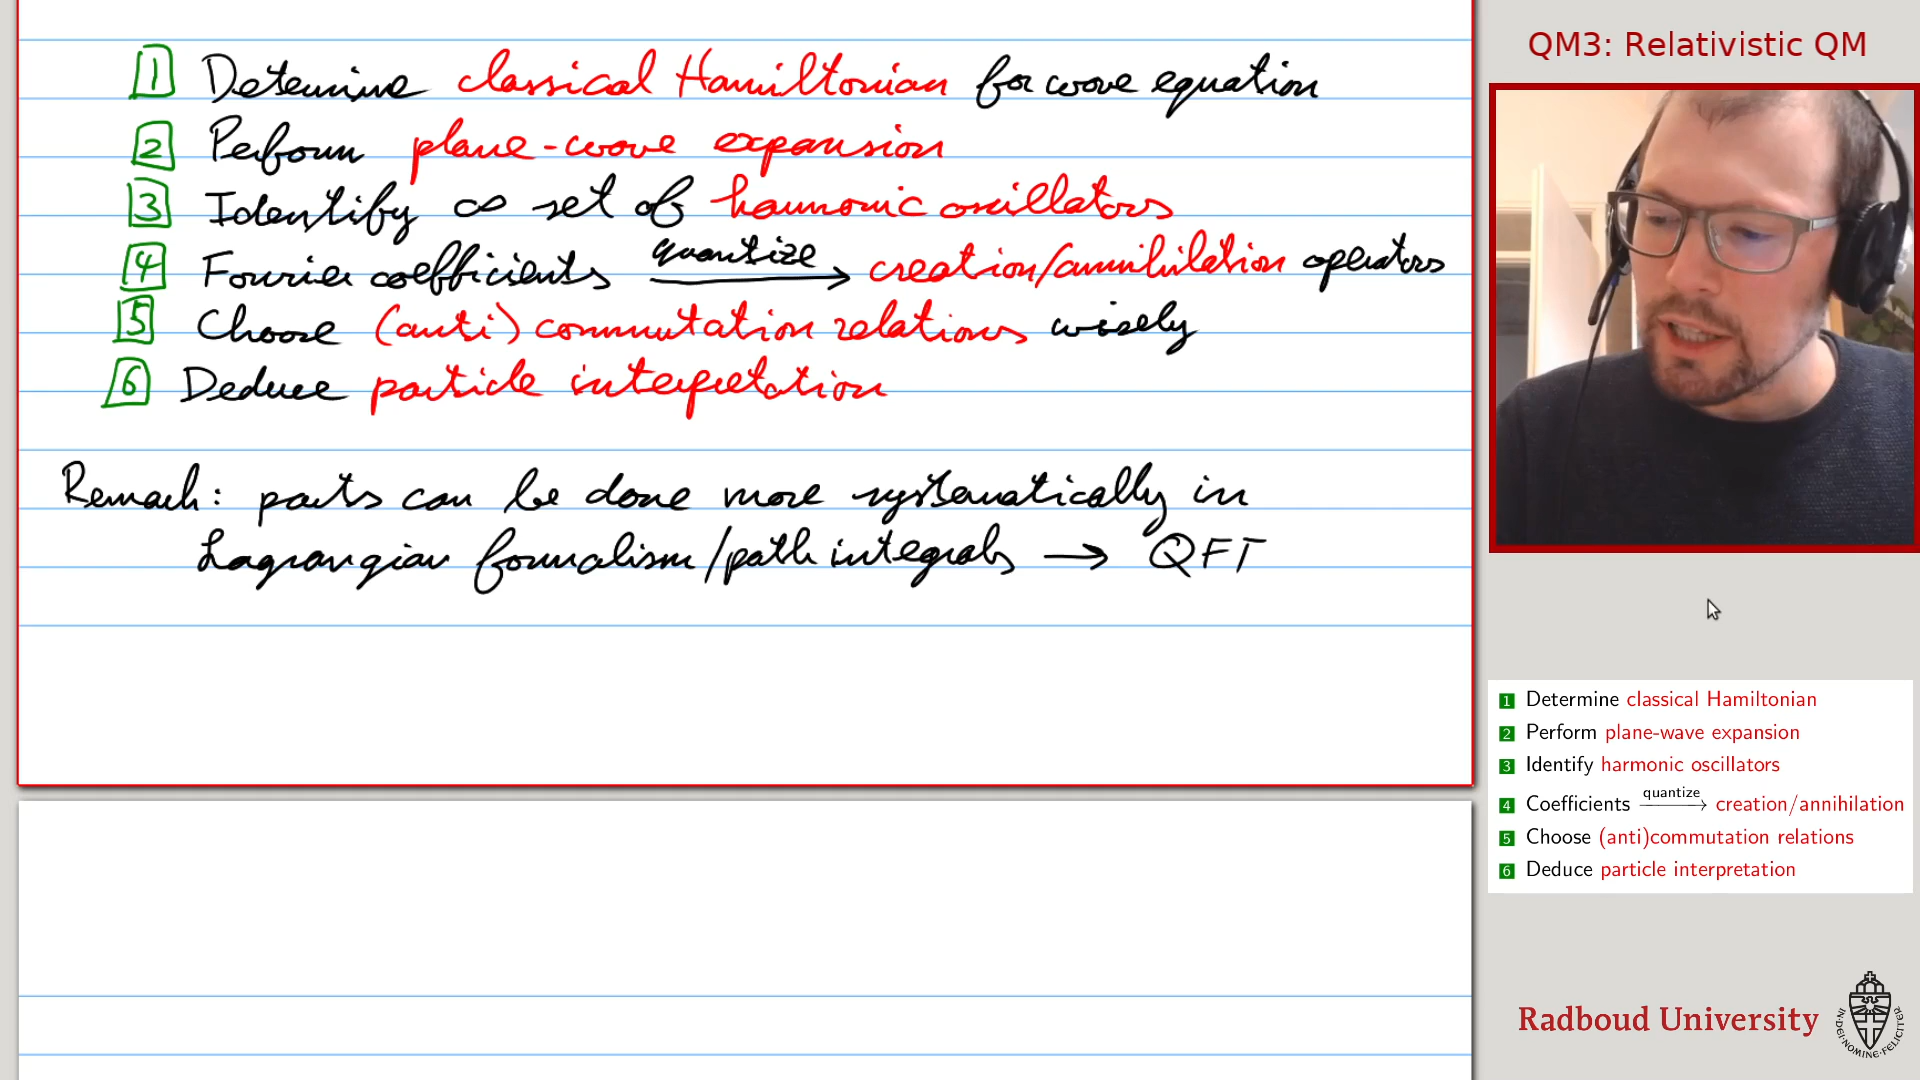 1 Determine classical Hamiltonian for wave equation
2 Perform plane-wave expansion
3 Identify ∞ set of harmonic oscillators
4 Fourier coefficients quantize → creation/annihilation operators
5 Choose (anti) commutation relations wisely
6 Deduce particle interpretation
Remark: parts can be done more systematically in
Lagrangian formalism/path integrals → QFT
QM3: Relativistic QM
1 Determine classical Hamiltonian
2 Perform plane-wave expansion
3 Identify harmonic oscillators
4 Coefficients quantize → creation/annihilation
5 Choose (anti)commutation relations
6 Deduce particle interpretation
Radboud University
IN·DEI·NOMINE·FELICITER